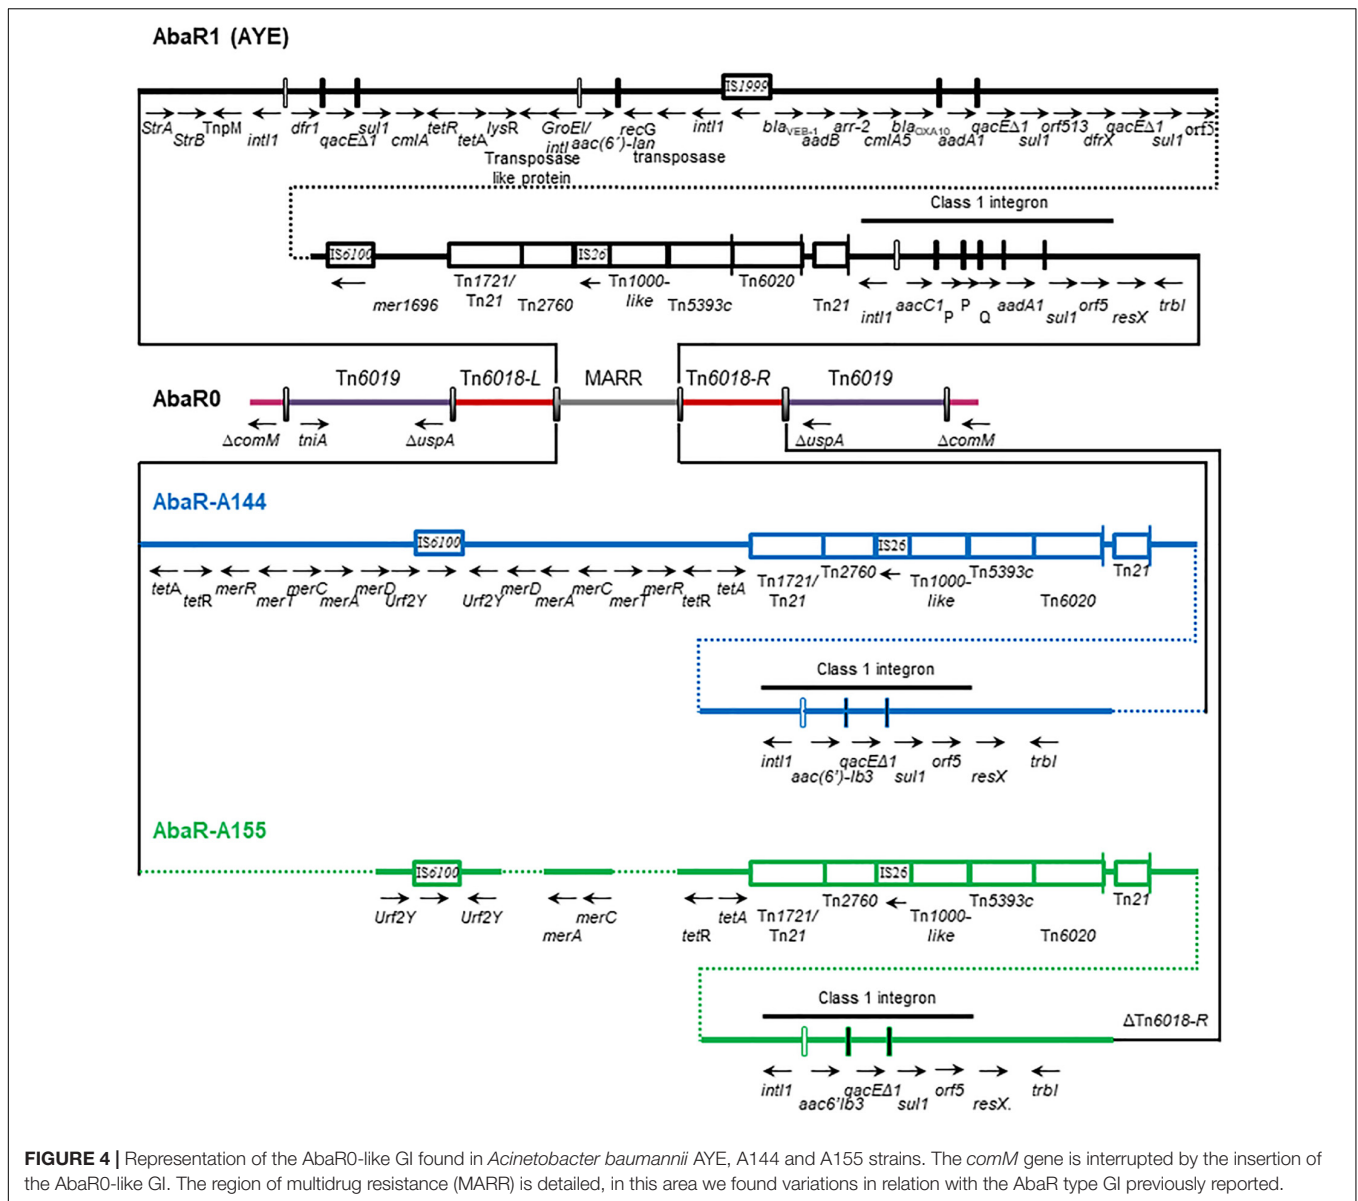 AbaR1 (AYE)
IS1999
StrA StrB TnpM intI1 dfr1 qacEΔ1 sul1 cmlA tetR tetA lysR GroEl/ intI aac(6´)-Ian recG intI1 blaVEB-1 aadB arr-2 cmlA5 blaOXA10 aadA1 qacEΔ1 sul1 orf513 dfrX qacEΔ1 sul1 orf5
Transposase transposase
like protein
Class 1 integron
IS6100 IS26
mer1696 Tn1721/ Tn21 Tn2760 Tn1000-like Tn5393c Tn6020 Tn21 intI1 aacC1 P P Q aadA1 sul1 orf5 resX trbI
Tn6019 Tn6018-L MARR Tn6018-R Tn6019
AbaR0
ΔcomM tniA ΔuspA ΔuspA ΔcomM
AbaR-A144
IS6100 IS26
tetA tetR merR merT merC merA merD Urf2Y Urf2Y merD merA merC merT merR tetR tetA Tn1721/ Tn21 Tn2760 Tn1000-like Tn5393c Tn6020 Tn21
Class 1 integron
intI1 aac(6')-Ib3 qacEΔ1 sul1 orf5 resX trbI
AbaR-A155
IS6100 IS26
Urf2Y Urf2Y merA merC tetR tetA Tn1721/ Tn21 Tn2760 Tn1000-like Tn5393c Tn6020 Tn21
Class 1 integron
ΔTn6018-R
intI1 aac6'Ib3 qacEΔ1 sul1 orf5 resX. trbI
FIGURE 4 | Representation of the AbaR0-like GI found in Acinetobacter baumannii AYE, A144 and A155 strains. The comM gene is interrupted by the insertion of
the AbaR0-like GI. The region of multidrug resistance (MARR) is detailed, in this area we found variations in relation with the AbaR type GI previously reported.